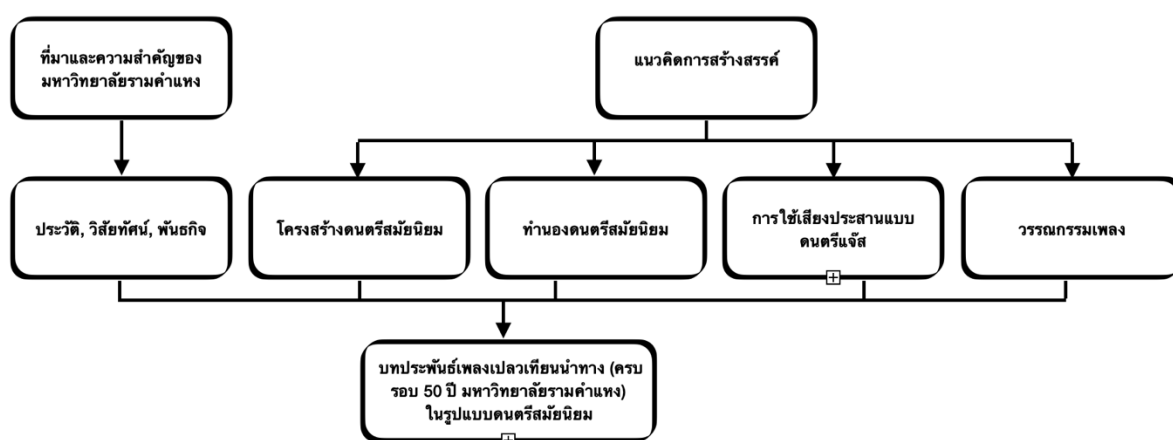 ที่มาและความสำคัญของ
มหาวิทยาลัยรามคำแหง
แนวคิดการสร้างสรรค์
ประวัติ, วิสัยทัศน์, พันธกิจ
โครงสร้างดนตรีสมัยนิยม
ทำนองดนตรีสมัยนิยม
การใช้เสียงประสานแบบ
ดนตรีแจ๊ส
วรรณกรรมเพลง
บทประพันธ์เพลงเปลวเทียนนำทาง (ครบ
รอบ 50 ปี มหาวิทยาลัยรามคำแหง)
ในรูปแบบดนตรีสมัยนิยม